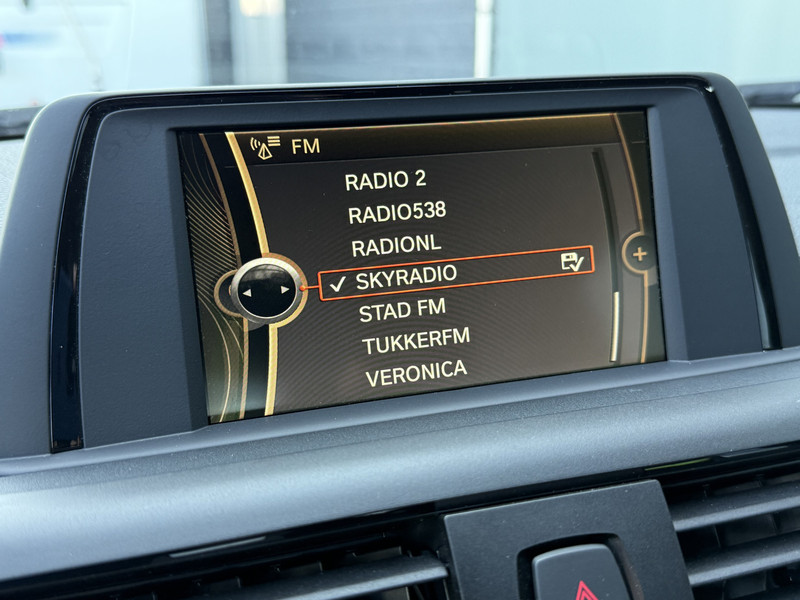 FM
RADIO 2
RADIO538
RADIONL
SKYRADIO
STAD FM
TUKKERFM
VERONICA